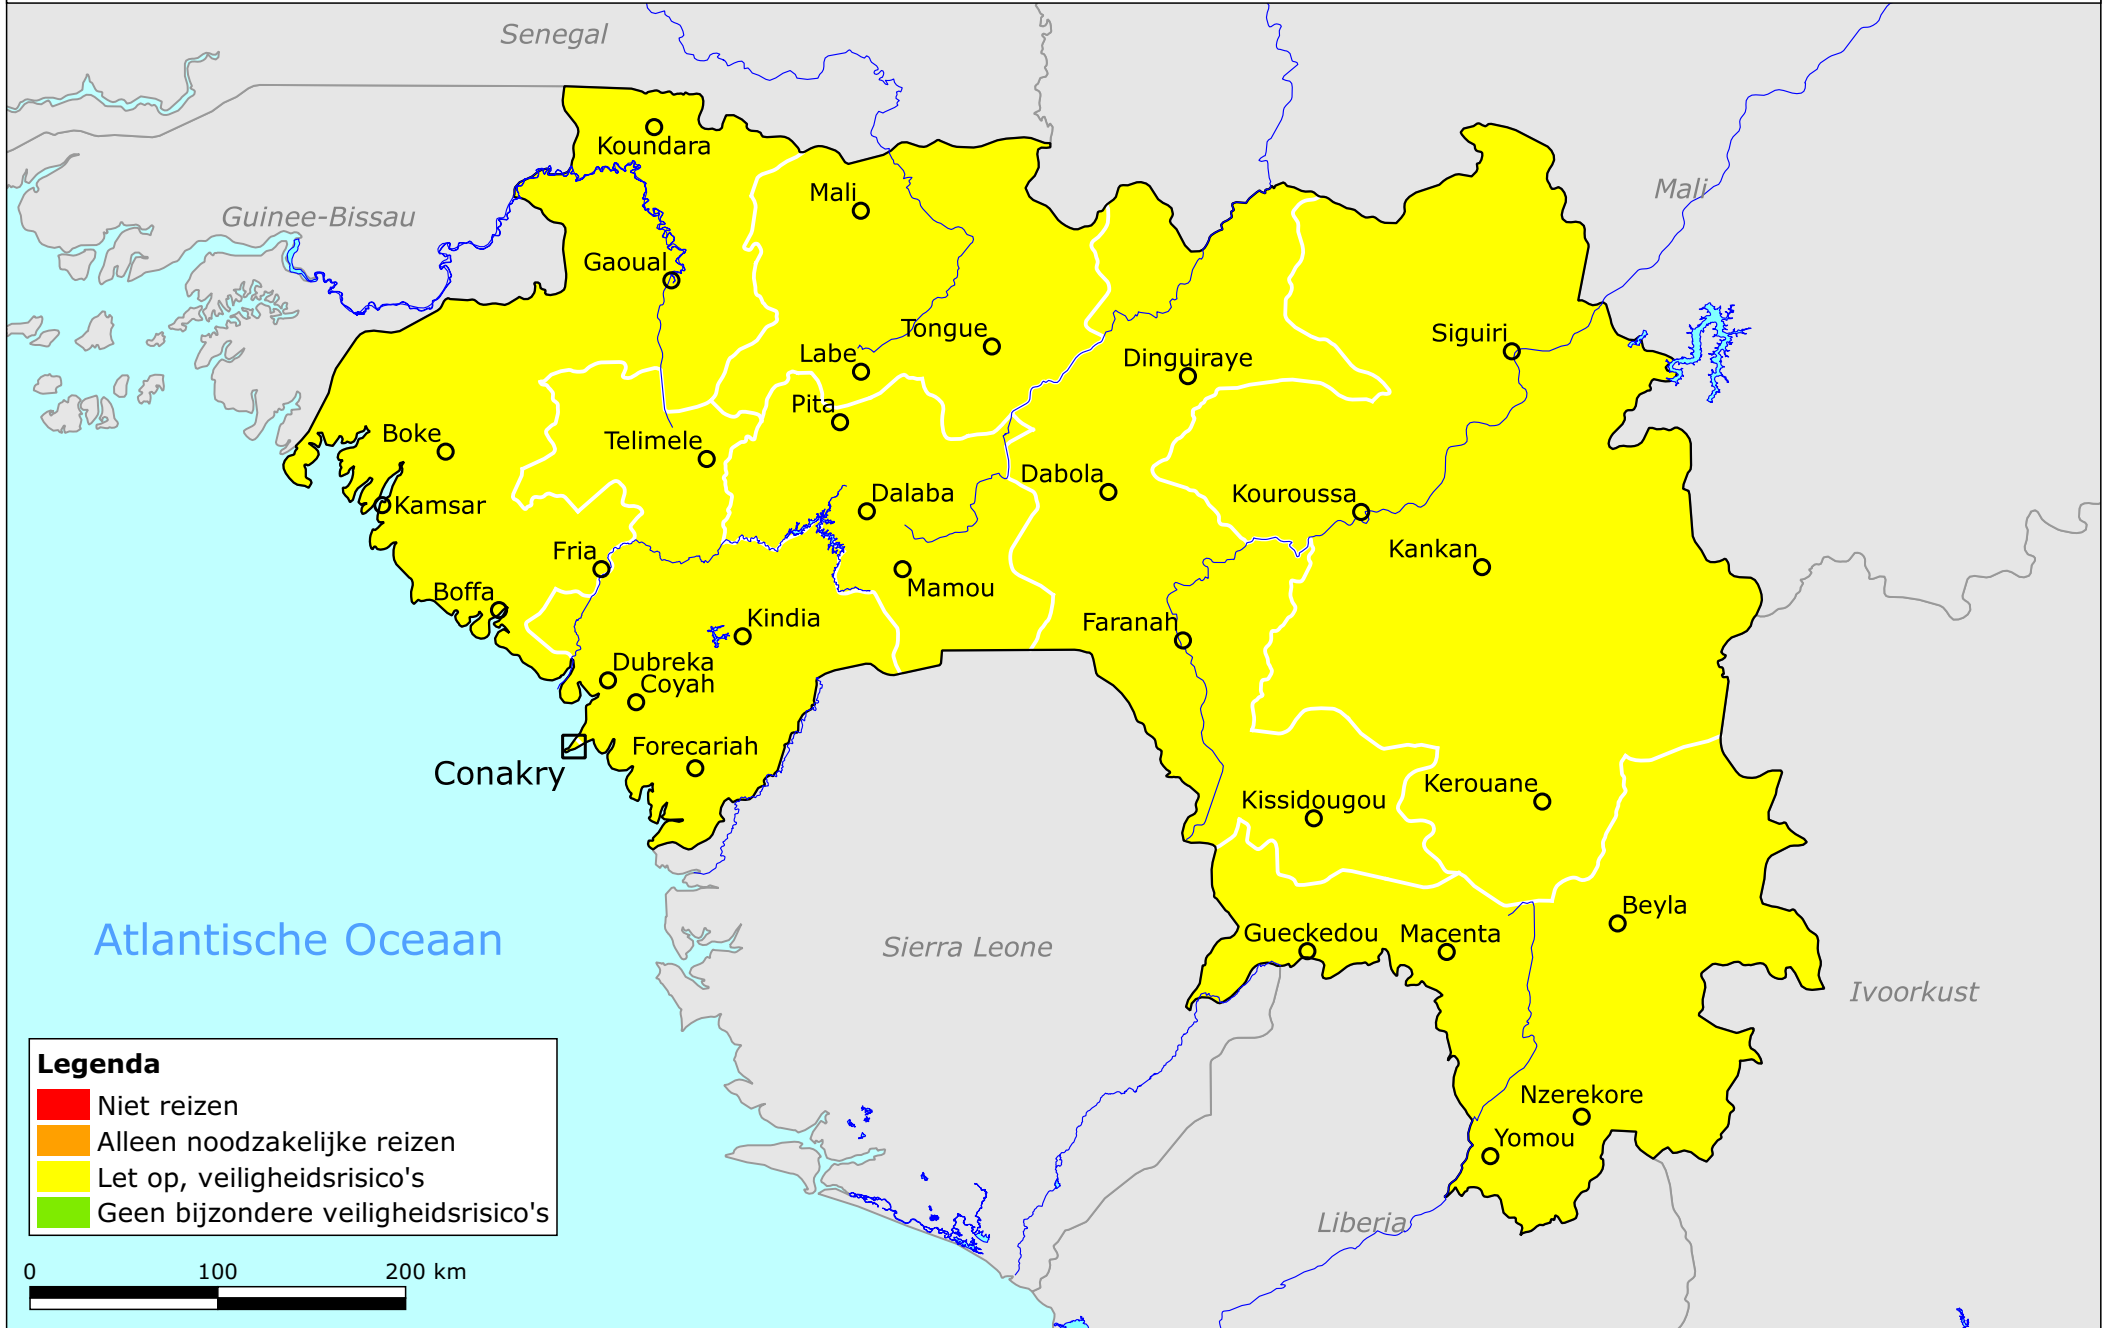 Senegal
Koundara
Mali
Mali
Guinee-Bissau
Gaoual
Tongue
Siguiri
Labe
Dinguiraye
Pita
Boke
Telimele
Dabola
Dalaba
Kouroussa
Kamsar
Fria
Kankan
Mamou
Boffa
Kindia
Faranah
Dubreka
Coyah
Forecariah
Conakry
Kerouane
Kissidougou
Beyla
Gueckedou
Macenta
Atlantische Oceaan
Sierra Leone
Ivoorkust
Nzerekore
Yomou
Liberia
Legenda
Niet reizen
Alleen noodzakelijke reizen
Let op, veiligheidsrisico's
Geen bijzondere veiligheidsrisico's
0 100 200 km